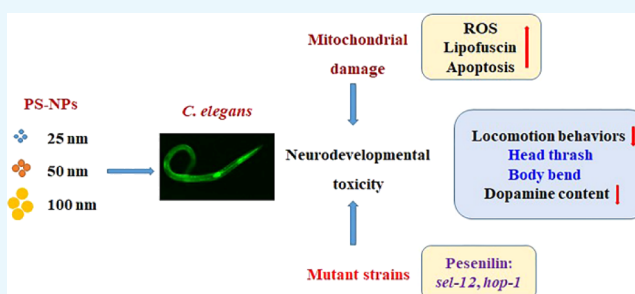 PS-NPs
25 nm
50 nm
100 nm
C. elegans
Mitochondrial
damage
ROS
Lipofuscin
Apoptosis
Neurodevelopmental
toxicity
Locomotion behaviors
Head thrash
Body bend
Dopamine content
Mutant strains
Pesenilin:
sel-12, hop-1